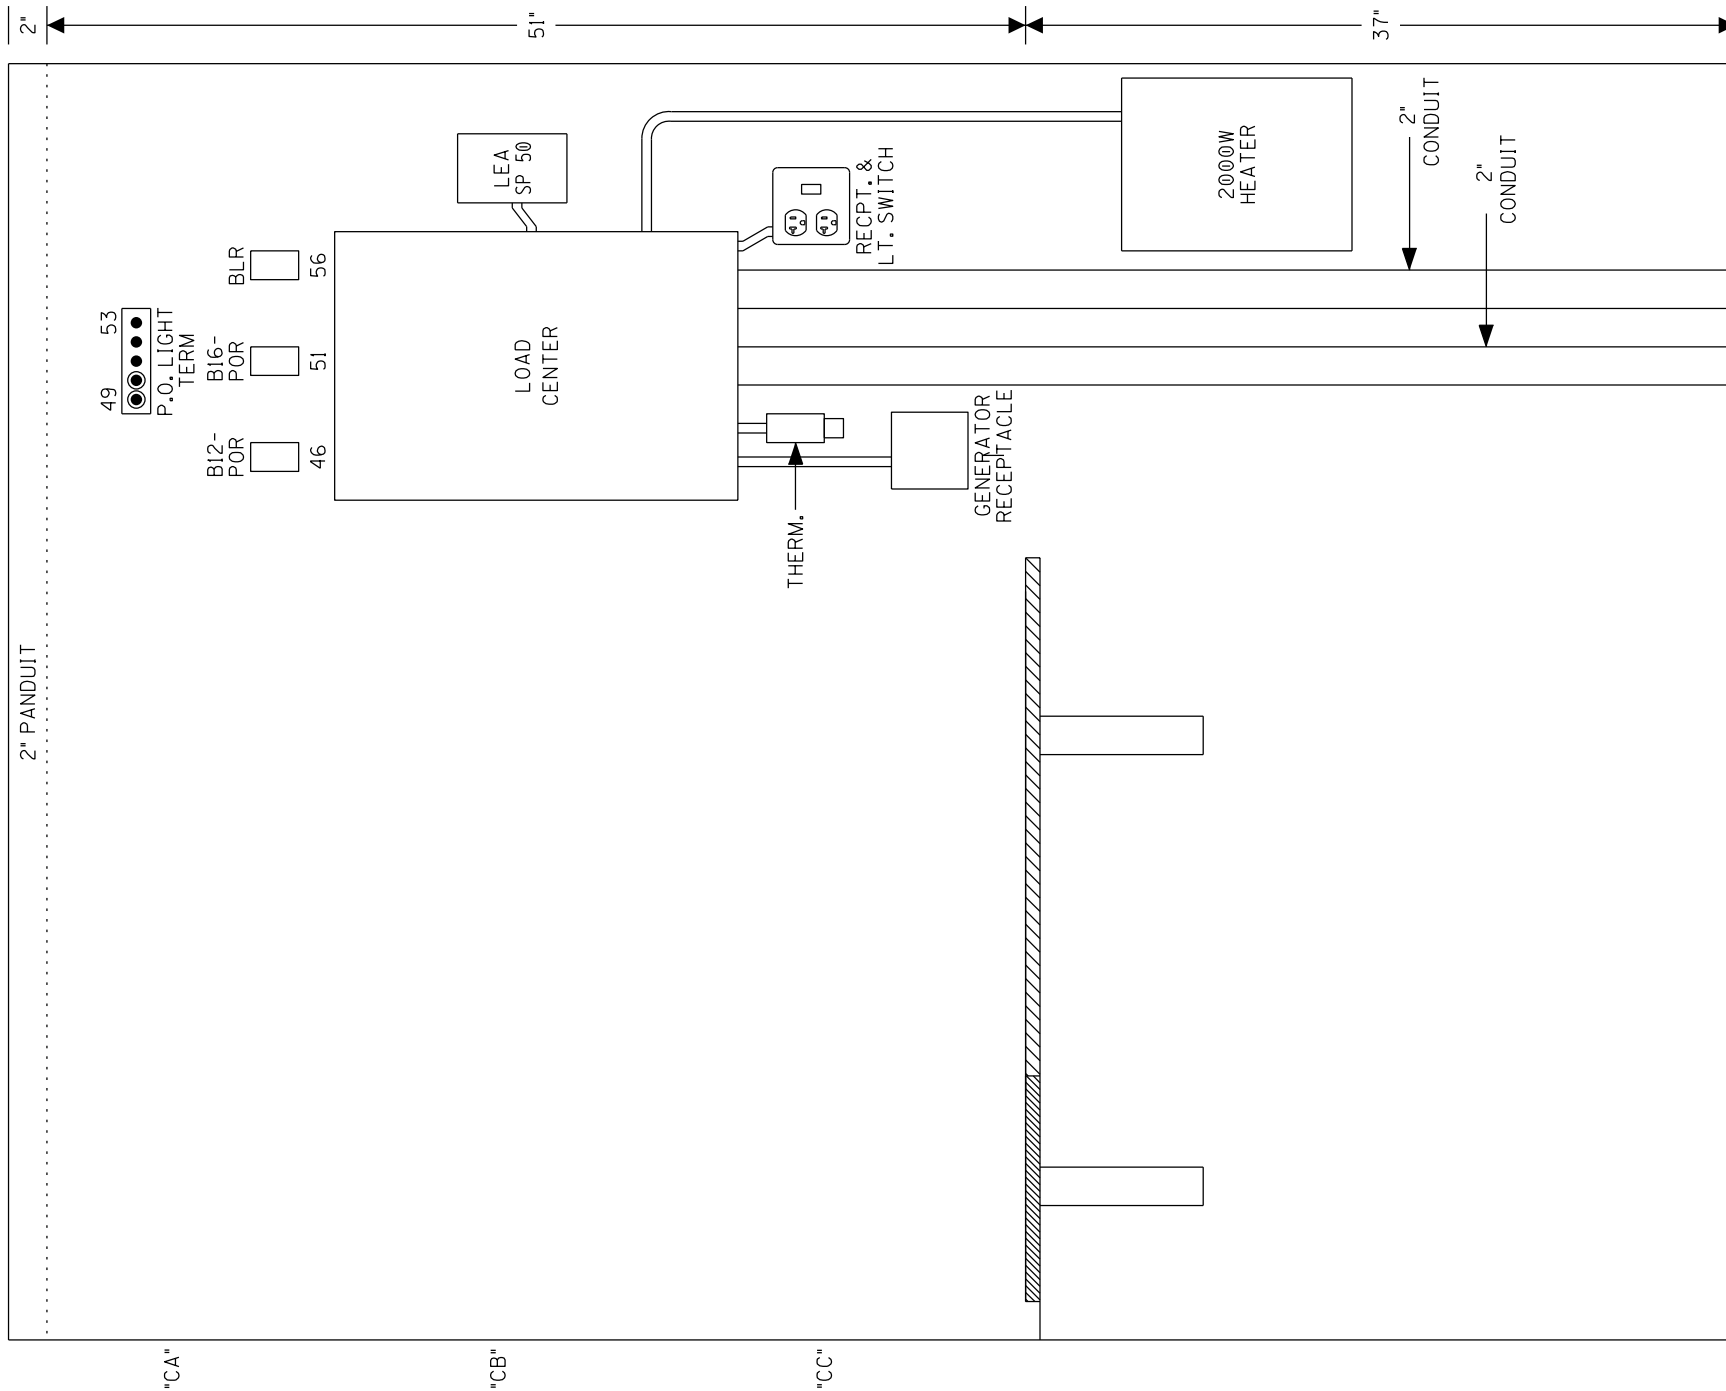 2" PANDUIT
2"
51"
37"
"CA"
"CB"
"CC"
49
53
P.O. LIGHT
TERM
B12-
POR
46
B16-
POR
51
BLR
56
LEA
SP 50
LOAD
CENTER
RECPT. &
LT. SWITCH
THERM.
GENERATOR
RECEPTACLE
2000W
HEATER
2"
CONDUIT
2"
CONDUIT